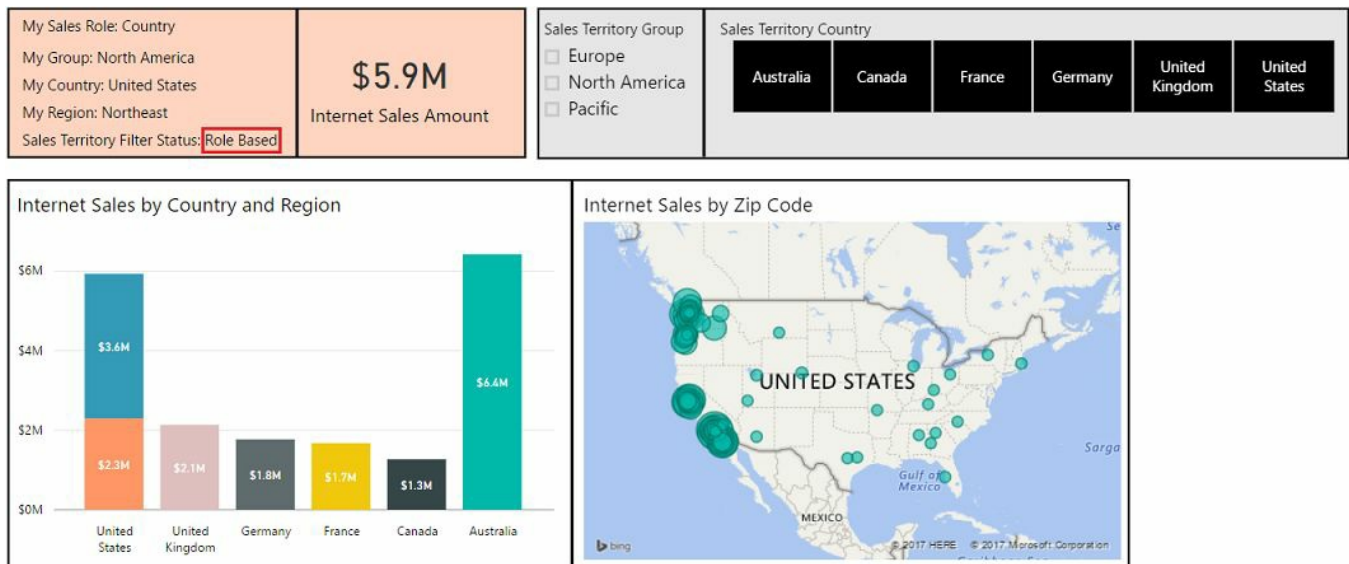 My Sales Role: Country
My Group: North America
My Country: United States
My Region: Northeast
Sales Territory Filter Status: Role Based
$5.9M
Internet Sales Amount
Sales Territory Group
Europe
North America
Pacific
Sales Territory Country
Australia
Canada
France
Germany
United
Kingdom
United
States
Internet Sales by Country and Region
$6M
$4M
$2M
$0M
$3.6M
$2.3M
$2.1M
$1.8M
$1.7M
$1.3M
$6.4M
United
States
United
Kingdom
Germany
France
Canada
Australia
Internet Sales by Zip Code
UNITED STATES
Gulf of
Mexico
MEXICO
Sarga
bing
© 2017 HERE © 2017 Microsoft Corporation